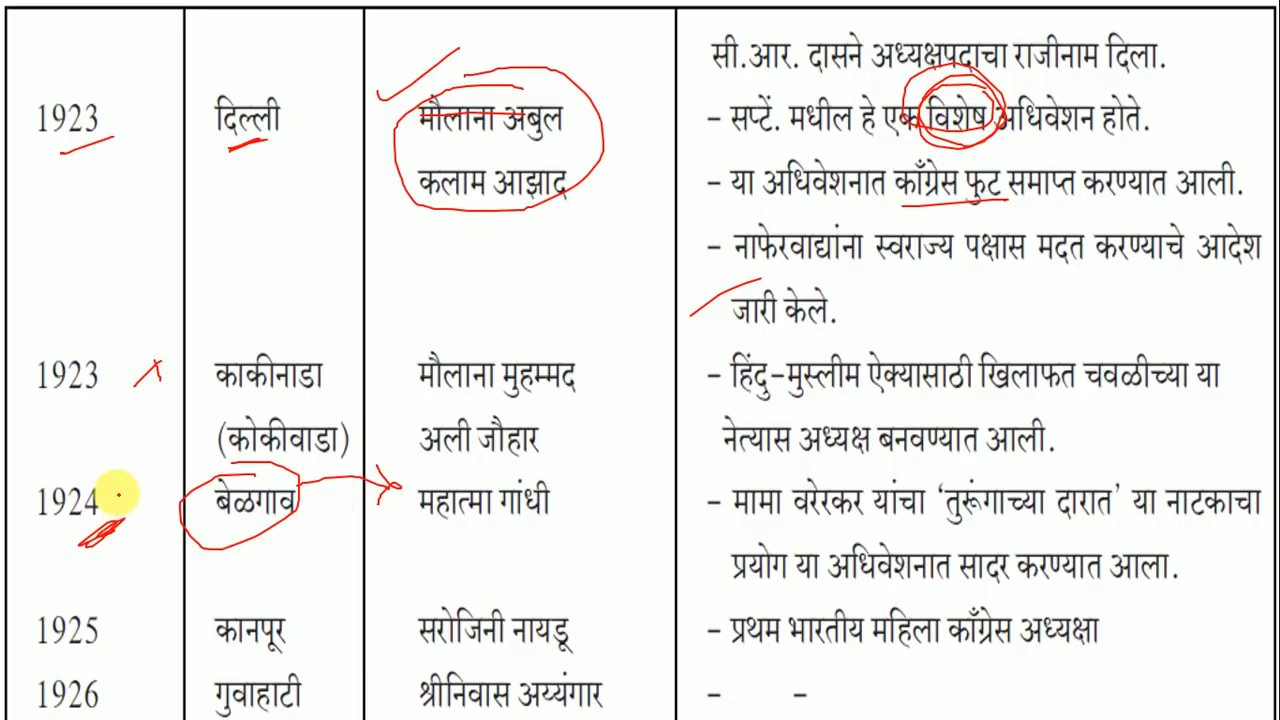 सी.आर. दासने अध्यक्षपदाचा राजीनाम दिला.
1923 दिल्ली मौलाना अबुल – सप्टें. मधील हे एक विशेष अधिवेशन होते.
कलाम आझाद – या अधिवेशनात काँग्रेस फुट समाप्त करण्यात आली.
– नाफेरवाद्यांना स्वराज्य पक्षास मदत करण्याचे आदेश
जारी केले.
1923 काकीनाडा मौलाना मुहम्मद – हिंदु–मुस्लीम ऐक्यासाठी खिलाफत चवळीच्या या
(कोकीवाडा) अली जौहार नेत्यास अध्यक्ष बनवण्यात आली.
1924 बेळगाव महात्मा गांधी – मामा वरेरकर यांचा ‘तुरूंगाच्या दारात’ या नाटकाचा
प्रयोग या अधिवेशनात सादर करण्यात आला.
1925 कानपूर सरोजिनी नायडू – प्रथम भारतीय महिला काँग्रेस अध्यक्षा
1926 गुवाहाटी श्रीनिवास अय्यंगार – –